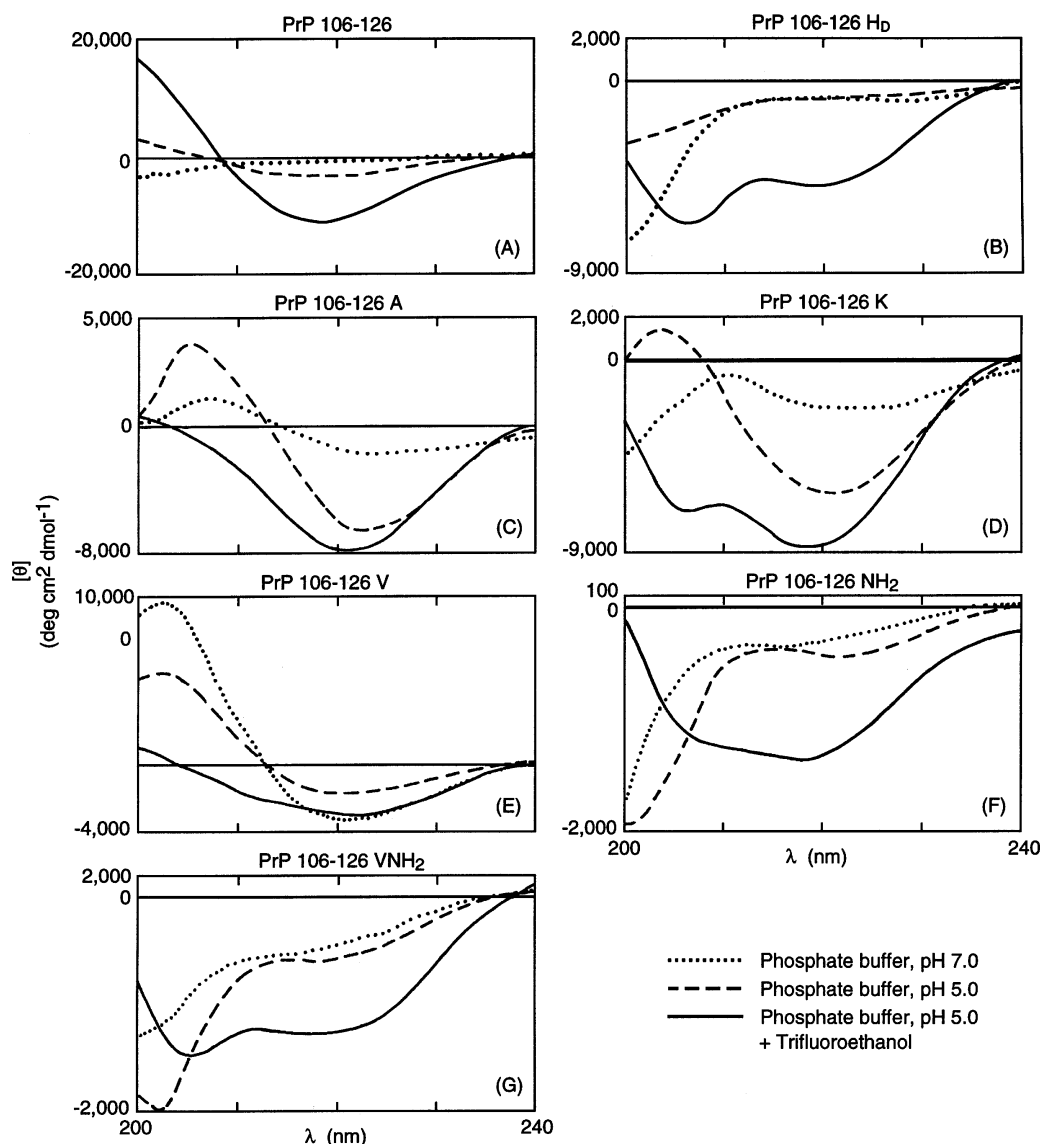 PrP 106-126
20,000
0
-20,000
(A)
PrP 106-126 HD
2,000
0
-9,000
(B)
PrP 106-126 A
5,000
0
-8,000
(C)
PrP 106-126 K
2,000
0
-9,000
(D)
[θ]
(deg cm2 dmol-1)
PrP 106-126 V
10,000
0
-4,000
(E)
PrP 106-126 NH2
100
0
-2,000
(F)
200
λ (nm)
240
PrP 106-126 VNH2
2,000
0
-2,000
(G)
200
λ (nm)
240
Phosphate buffer, pH 7.0
Phosphate buffer, pH 5.0
Phosphate buffer, pH 5.0
+ Trifluoroethanol